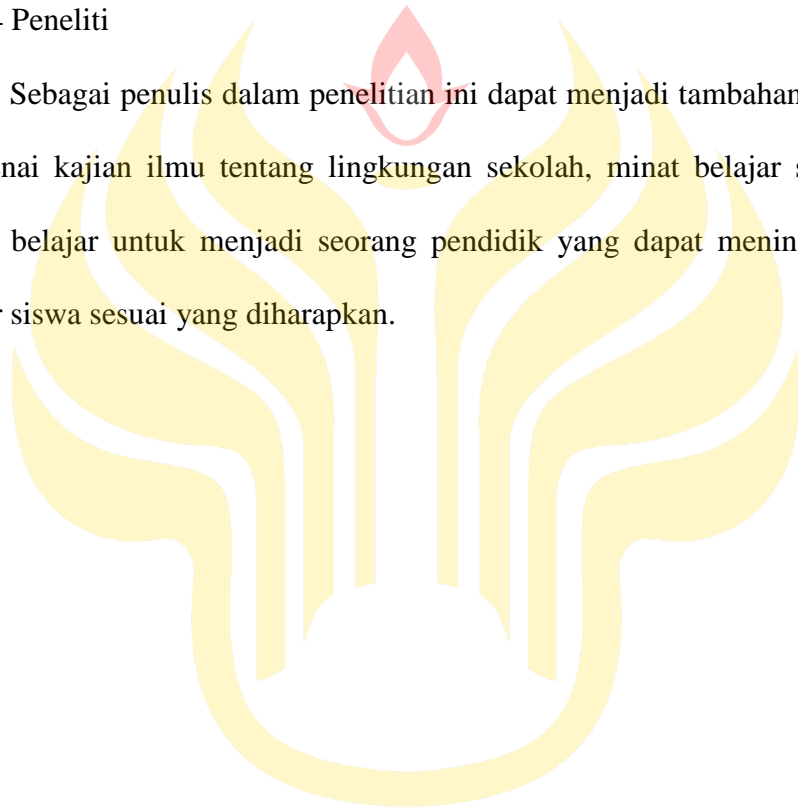 - Peneliti
Sebagai penulis dalam penelitian ini dapat menjadi tambahan
nai kajian ilmu tentang lingkungan sekolah, minat belajar s
belajar untuk menjadi seorang pendidik yang dapat menin
siswa sesuai yang diharapkan.